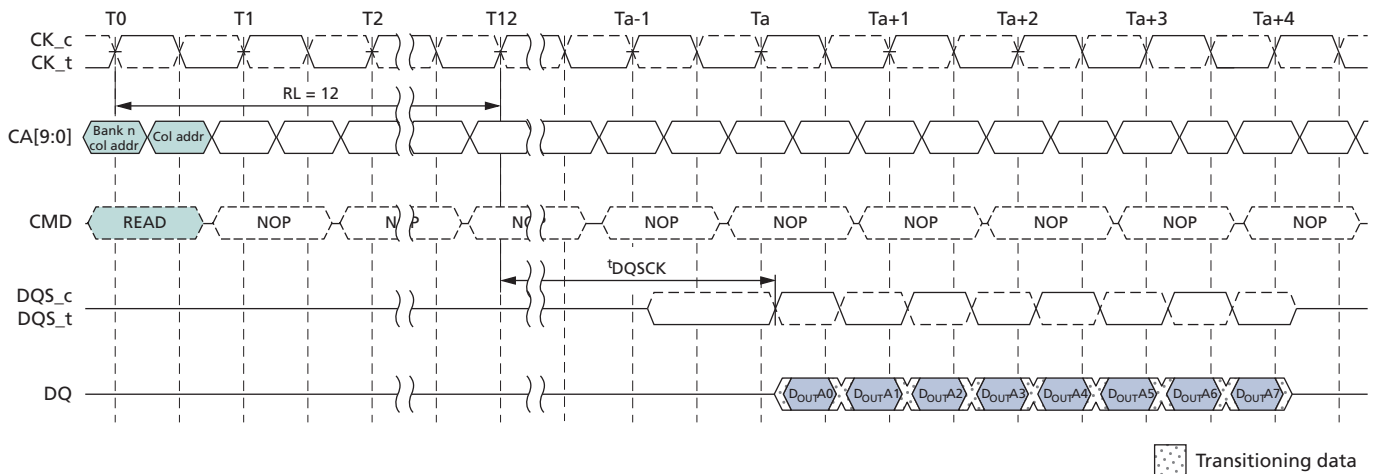 T0 T1 T2 T12 Ta-1 Ta Ta+1 Ta+2 Ta+3 Ta+4
CK_c
CK_t
RL = 12
CA[9:0]
Bank n
col addr
Col addr
CMD
READ NOP NOP NOP NOP NOP NOP NOP NOP NOP
tDQSCK
DQS_c
DQS_t
DQ
DOUTA0 DOUTA1 DOUTA2 DOUTA3 DOUTA4 DOUTA5 DOUTA6 DOUTA7
Transitioning data